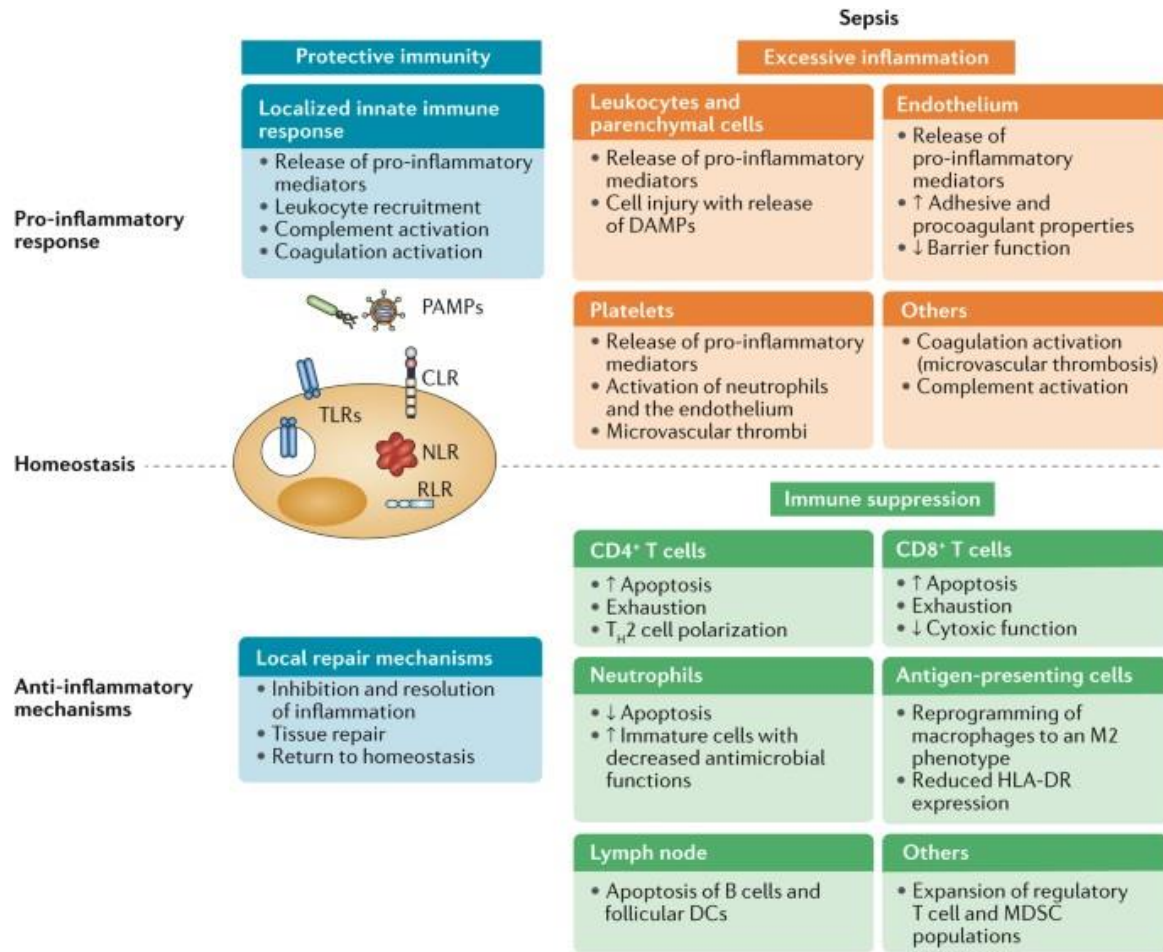 Sepsis
Protective immunity
Excessive inflammation
Pro-inflammatory
response
Localized innate immune
response
• Release of pro-inflammatory
mediators
• Leukocyte recruitment
• Complement activation
• Coagulation activation
Leukocytes and
parenchymal cells
• Release of pro-inflammatory
mediators
• Cell injury with release
of DAMPs
Endothelium
• Release of
pro-inflammatory
mediators
• ↑ Adhesive and
procoagulant properties
• ↓ Barrier function
PAMPs
CLR
TLRs
NLR
RLR
Platelets
• Release of pro-inflammatory
mediators
• Activation of neutrophils
and the endothelium
• Microvascular thrombi
Others
• Coagulation activation
(microvascular thrombosis)
• Complement activation
Homeostasis
Immune suppression
CD4⁺ T cells
• ↑ Apoptosis
• Exhaustion
• T_H2 cell polarization
CD8⁺ T cells
• ↑ Apoptosis
• Exhaustion
• ↓ Cytoxic function
Anti-inflammatory
mechanisms
Local repair mechanisms
• Inhibition and resolution
of inflammation
• Tissue repair
• Return to homeostasis
Neutrophils
• ↓ Apoptosis
• ↑ Immature cells with
decreased antimicrobial
functions
Antigen-presenting cells
• Reprogramming of
macrophages to an M2
phenotype
• Reduced HLA-DR
expression
Lymph node
• Apoptosis of B cells and
follicular DCs
Others
• Expansion of regulatory
T cell and MDSC
populations